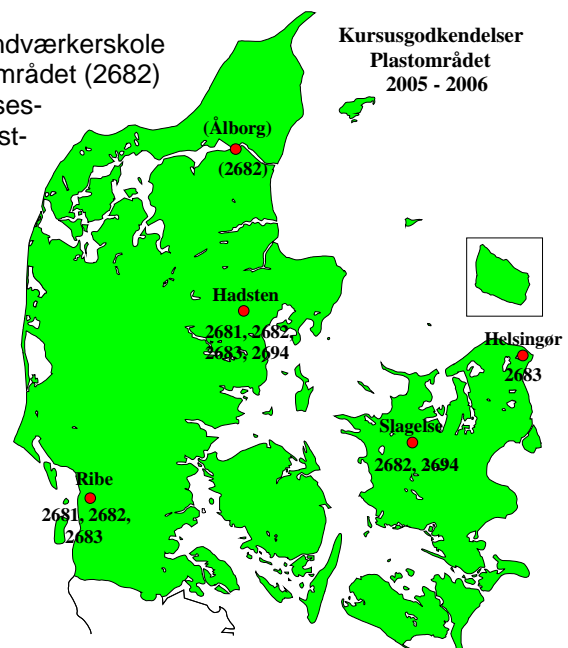 ndværkerskole
området (2682)
ses-
st-
Kursusgodkendelser
Plastområdet
2005 - 2006
(Ålborg)
(2682)
Hadsten
2681, 2682,
2683, 2694
Helsingør
2683
Slagelse
2682, 2694
Ribe
2681, 2682,
2683